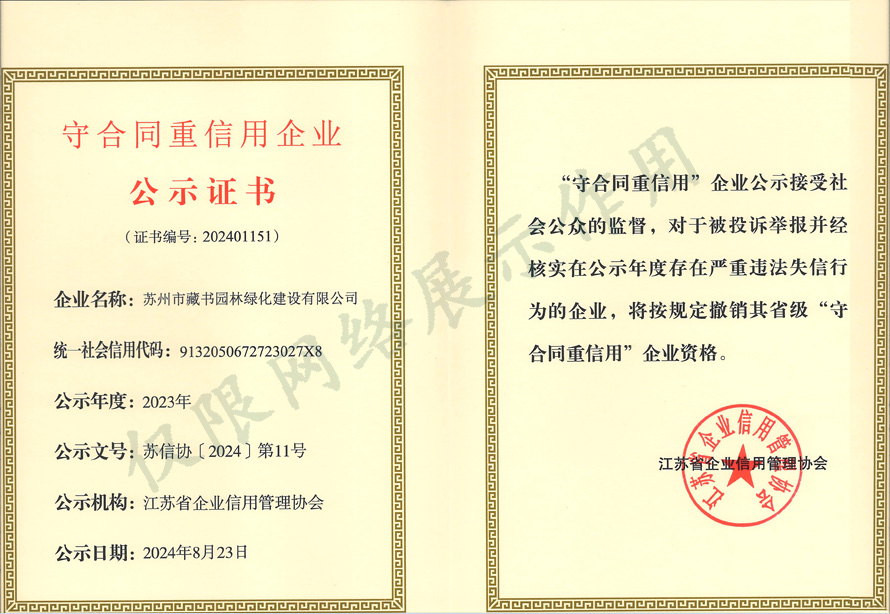 守合同重信用企业
公示证书
（证书编号：202401151）
企业名称：苏州市藏书园林绿化建设有限公司
统一社会信用代码：9132050672723027X8
公示年度：2023年
公示文号：苏信协〔2024〕第11号
公示机构：江苏省企业信用管理协会
公示日期：2024年8月23日
“守合同重信用”企业公示接受社
会公众的监督，对于被投诉举报并经
核实在公示年度存在严重违法失信行
为的企业，将按规定撤销其省级“守
合同重信用”企业资格。
江苏省企业信用管理协会
江苏省企业信用管理协会
仅限网络展示作用